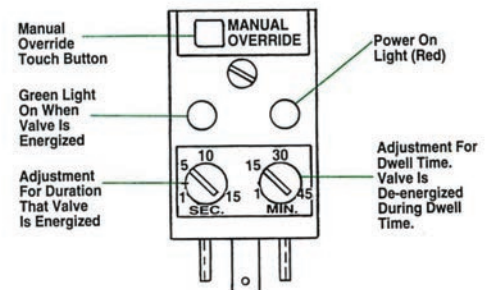 Manual
Override
Touch Button
MANUAL
OVERRIDE
Power On
Light (Red)
Green Light
On When
Valve Is
Energized
Adjustment
For Duration
That Valve
Is Energized
1 5 10 15
SEC.
1 15 30 45
MIN.
Adjustment For
Dwell Time.
Valve Is
De-energized
During Dwell
Time.